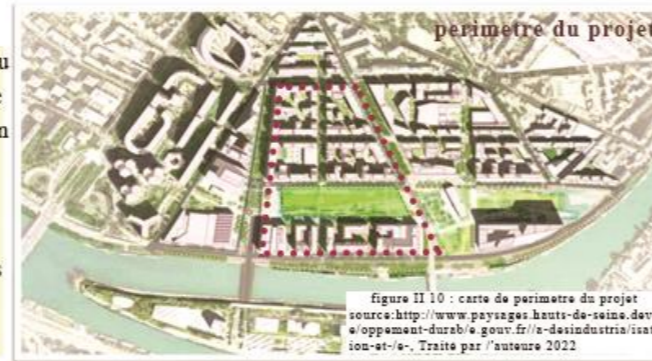 perimetre du projet
figure II 10 : carte de perimetre du projet
source:http://www.paysages.hauts-de-seine.dev
e/oppement-durab/e.gouv.fr//a-desindustria/isat
ion-et-/e-, Traite par /'auteure 2022
u
e
n
s